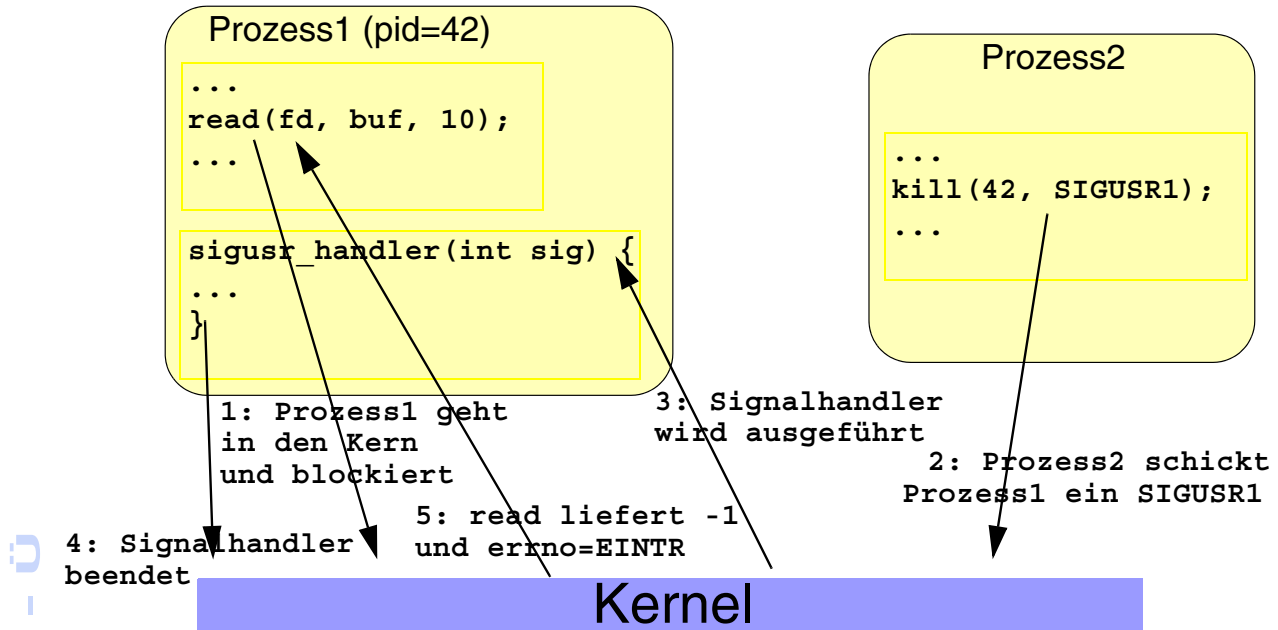 Prozess1 (pid=42)
...
read(fd, buf, 10);
...
sigusr_handler(int sig) {
...
}
Prozess2
...
kill(42, SIGUSR1);
...
1: Prozess1 geht
in den Kern
und blockiert
3: Signalhandler
wird ausgeführt
2: Prozess2 schickt
Prozess1 ein SIGUSR1
5: read liefert -1
und errno=EINTR
4: Signalhandler
beendet
Kernel
- Ü